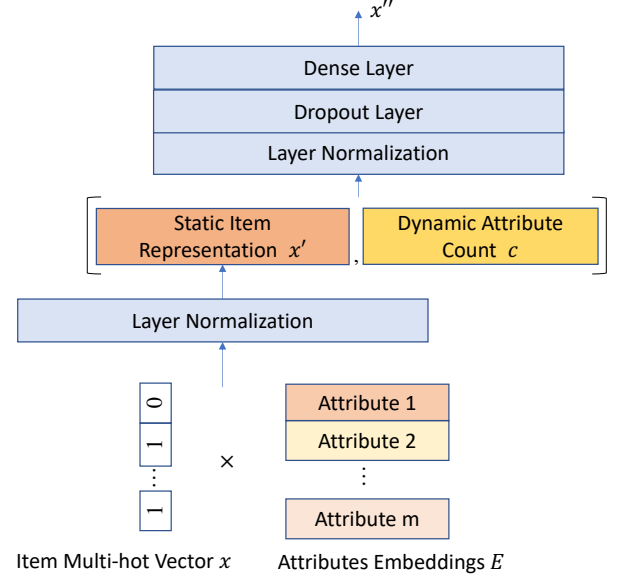 x′′
Dense Layer
Dropout Layer
Layer Normalization
[ Static Item
Representation x′
,
Dynamic Attribute
Count c ]
Layer Normalization
0
1
⋯
1
×
Attribute 1
Attribute 2
⋮
Attribute m
Item Multi-hot Vector x
Attributes Embeddings E